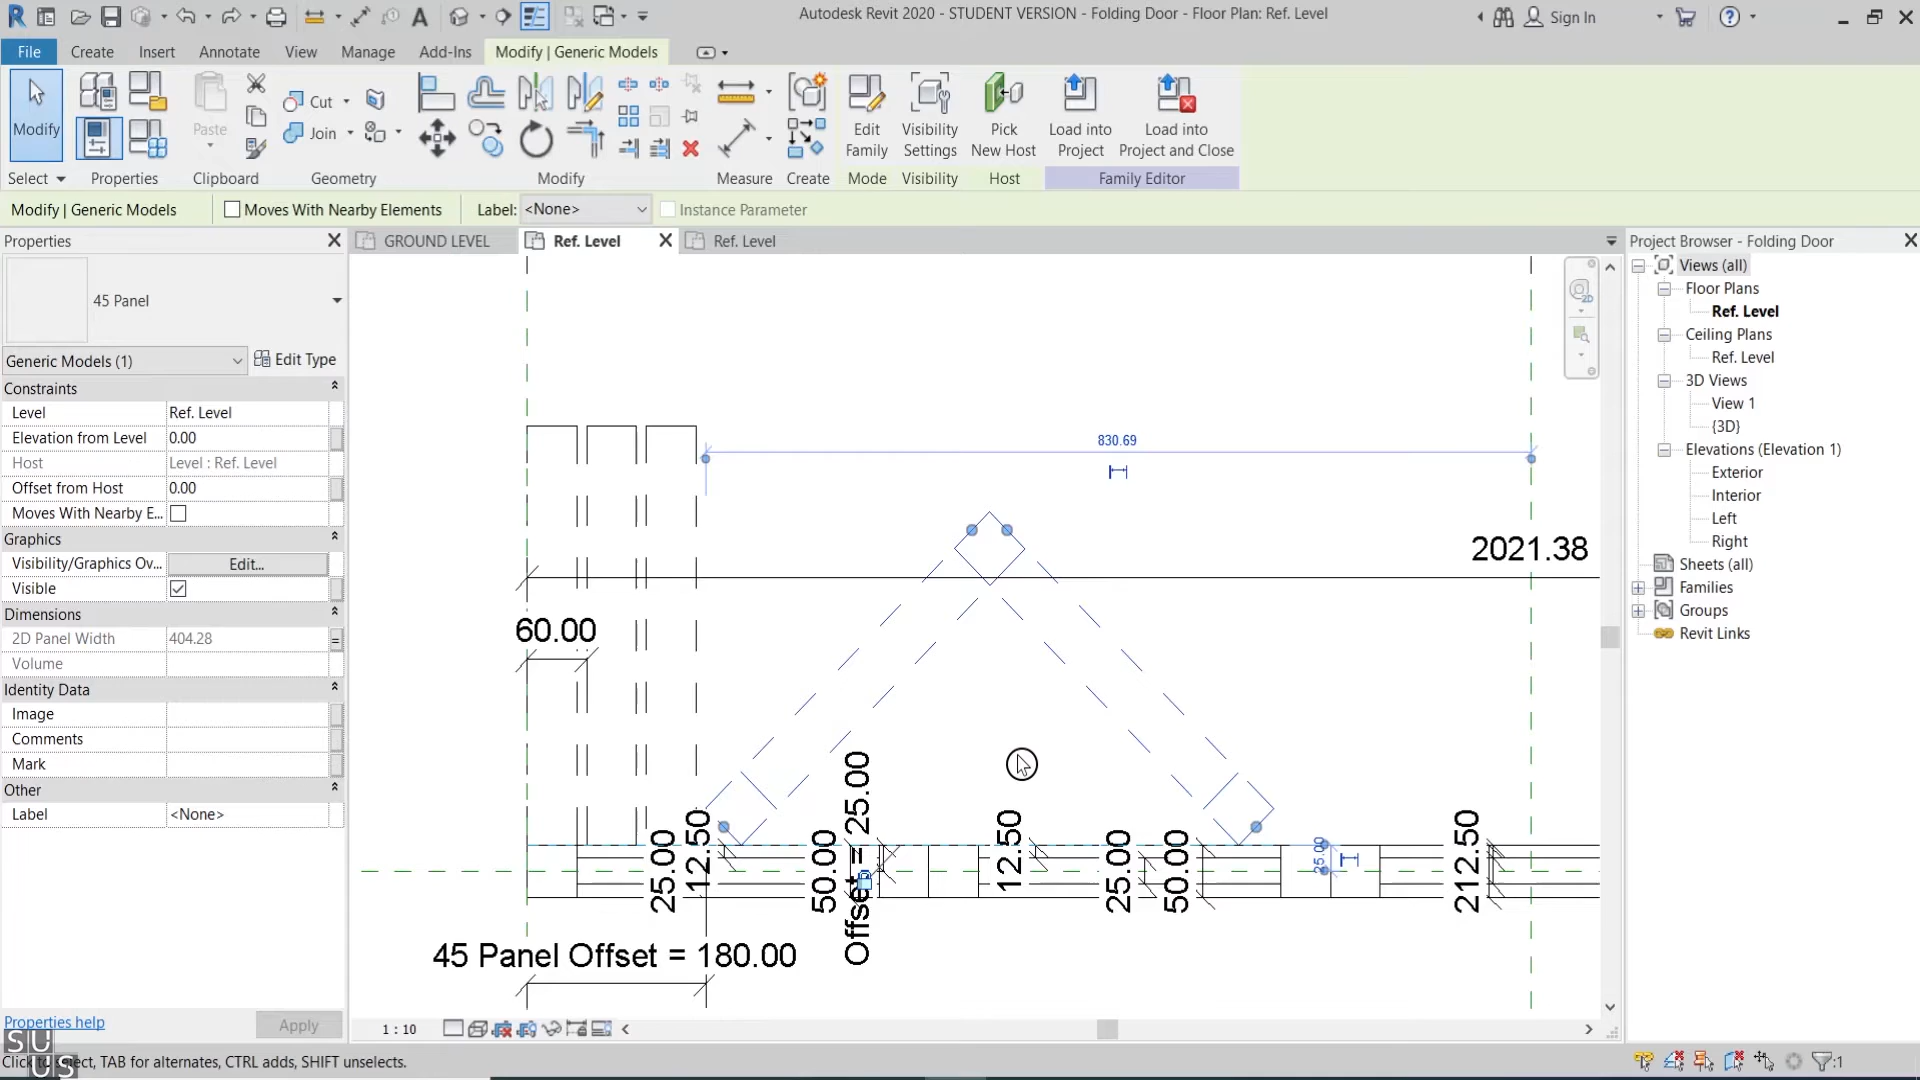 Autodesk Revit 2020 - STUDENT VERSION - Folding Door - Floor Plan: Ref. Level
Sign In
File Create Insert Annotate View Manage Add-Ins Modify | Generic Models
Modify
Paste
Cut
Join
Edit Family
Visibility Settings
Pick New Host
Load into Project
Load into Project and Close
Select Properties Clipboard Geometry Modify Measure Create Mode Visibility Host Family Editor
Modify | Generic Models Moves With Nearby Elements Label: <None> Instance Parameter
Properties
GROUND LEVEL Ref. Level Ref. Level
Project Browser - Folding Door
45 Panel
Generic Models (1) Edit Type
Constraints
Level Ref. Level
Elevation from Level 0.00
Host Level : Ref. Level
Offset from Host 0.00
Moves With Nearby E...
Graphics
Visibility/Graphics Ov... Edit...
Visible
Dimensions
2D Panel Width 404.28 =
Volume
Identity Data
Image
Comments
Mark
Other
Label <None>
Properties help Apply
2D
830.69
2021.38
60.00
25.00
12.50
50.00
Offset = 25.00
12.50
25.00
50.00
25.00
212.50
45 Panel Offset = 180.00
1 : 10
Views (all)
Floor Plans
Ref. Level
Ceiling Plans
Ref. Level
3D Views
View 1
{3D}
Elevations (Elevation 1)
Exterior
Interior
Left
Right
Sheets (all)
Families
Groups
Revit Links
Click to select, TAB for alternates, CTRL adds, SHIFT unselects.
:1